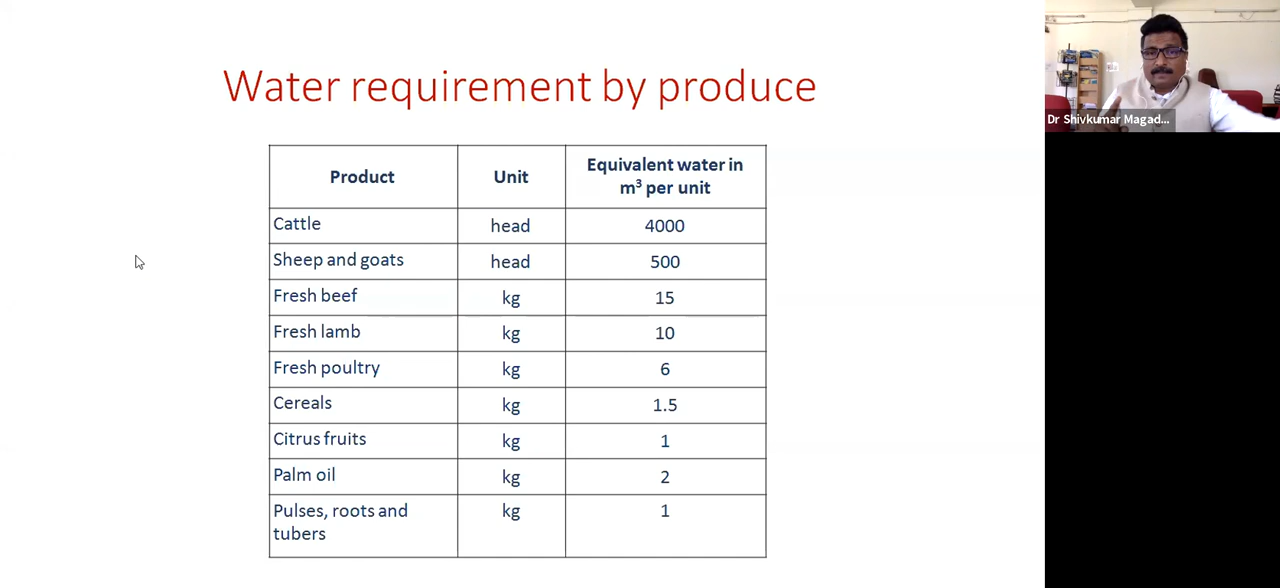 Water requirement by produce
Dr Shivkumar Magad...
Product Unit Equivalent water in
m³ per unit
Cattle head 4000
Sheep and goats head 500
Fresh beef kg 15
Fresh lamb kg 10
Fresh poultry kg 6
Cereals kg 1.5
Citrus fruits kg 1
Palm oil kg 2
Pulses, roots and kg 1
tubers